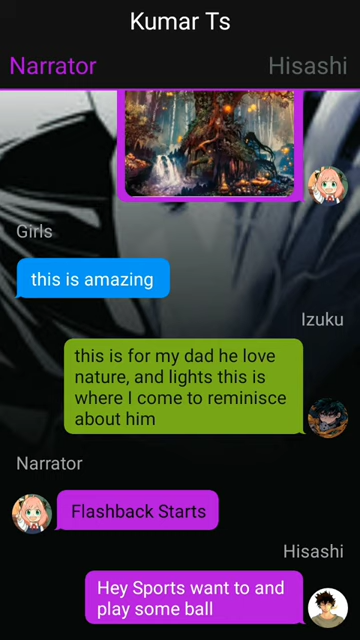 Kumar Ts
Narrator
Hisashi
Girls
this is amazing
Izuku
this is for my dad he love
nature, and lights this is
where I come to reminisce
about him
Narrator
Flashback Starts
Hisashi
Hey Sports want to and
play some ball